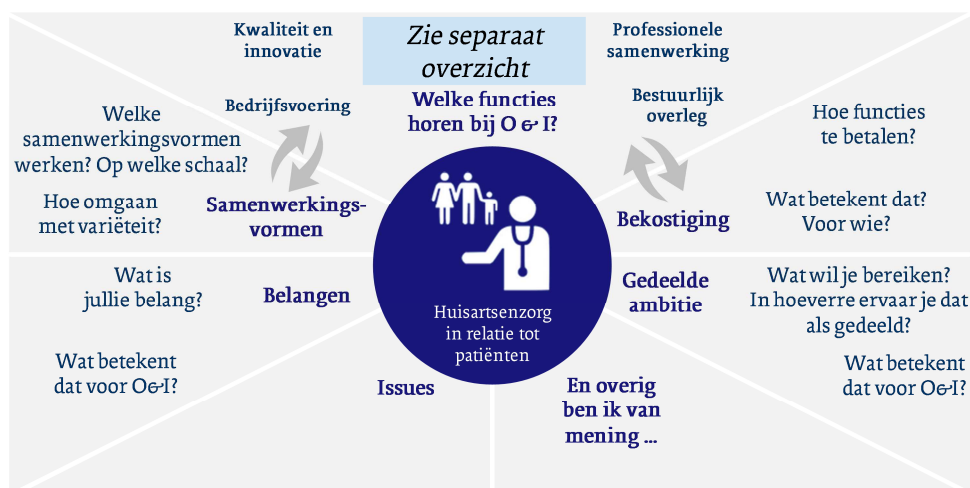 Kwaliteit en
innovatie
Zie separaat
overzicht
Professionele
samenwerking
Bedrijfsvoering
Welke functies
horen bij O & I?
Bestuurlijk
overleg
Welke
samenwerkingsvormen
werken? Op welke schaal?
Hoe functies
te betalen?
Hoe omgaan
met variëteit?
Samenwerkings-
vormen
Bekostiging
Wat betekent dat?
Voor wie?
Wat is
jullie belang?
Belangen
Gedeelde
ambitie
Wat wil je bereiken?
In hoeverre ervaar je dat
als gedeeld?
Huisartsenzorg
in relatie tot
patiënten
Wat betekent
dat voor O&I?
Wat betekent
dat voor O&I?
Issues
En overig
ben ik van
mening ...